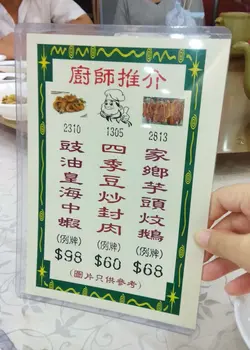 廚師推介
2310
豉油皇海中蝦
(例牌)
$98
1305
四季豆炒封肉
(例牌)
$60
2813
家鄉芋頭炆鵝
(例牌)
$68
(圖片只供參考)